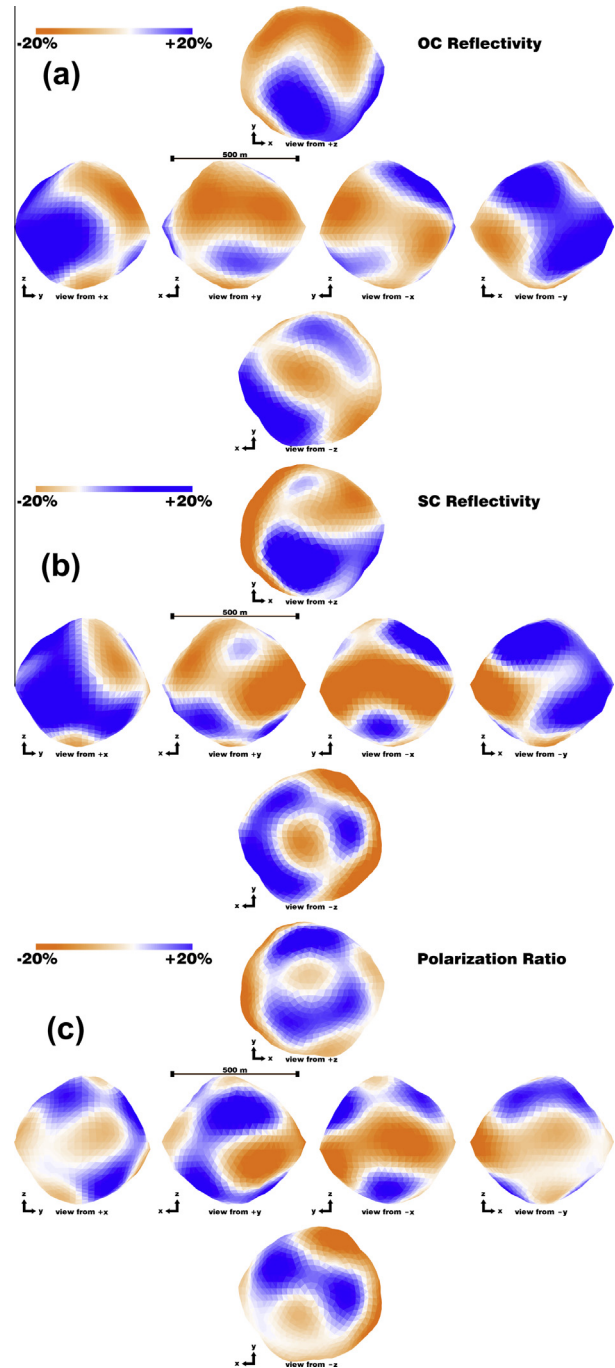 -20% +20% OC Reflectivity
(a)
y
x view from +z
500 m
z
y view from +x
z
x view from +y
z
y view from −x
z
x view from −y
y
x view from −z
-20% +20% SC Reflectivity
(b)
y
x view from +z
500 m
z
y view from +x
z
x view from +y
z
y view from −x
z
x view from −y
y
x view from −z
-20% +20% Polarization Ratio
(c)
y
x view from +z
500 m
z
y view from +x
z
x view from +y
z
y view from −x
z
x view from −y
y
x view from −z